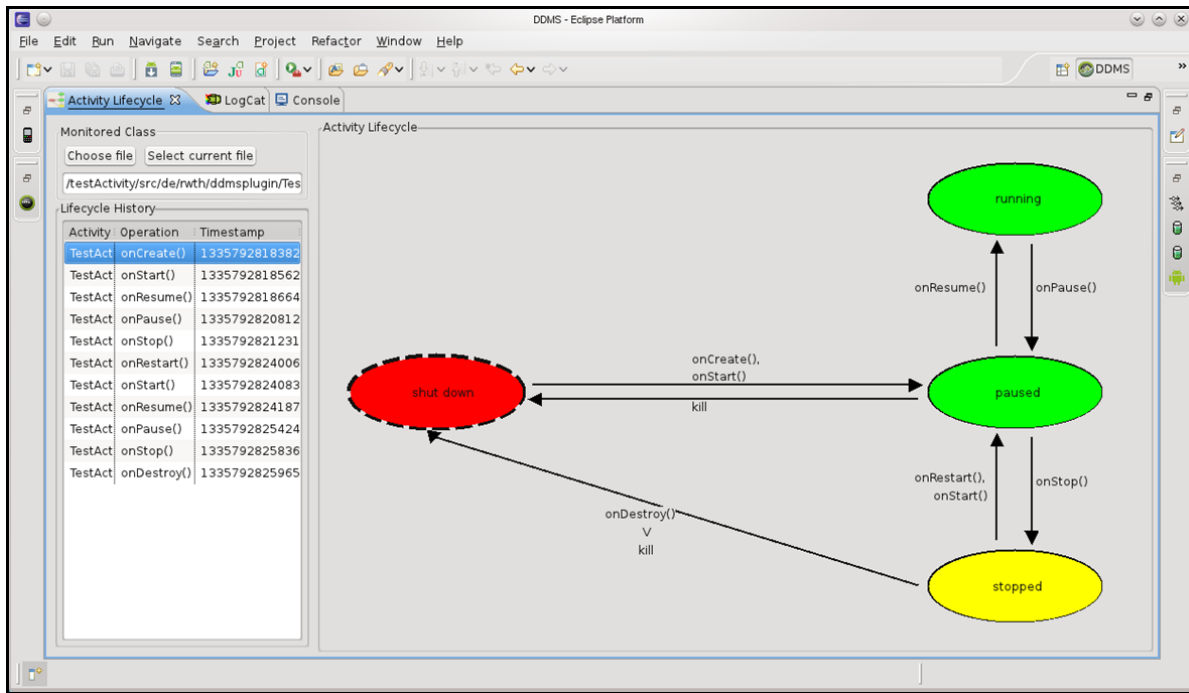 DDMS - Eclipse Platform
File Edit Run Navigate Search Project Refactor Window Help
DDMS »
Activity Lifecycle LogCat Console
Monitored Class
Choose file Select current file
/testActivity/src/de/rwth/ddmsplugin/Tes
Lifecycle History
Activity Operation Timestamp
TestAct onCreate() 1335792818382
TestAct onStart() 1335792818562
TestAct onResume() 1335792818664
TestAct onPause() 1335792820812
TestAct onStop() 1335792821231
TestAct onRestart() 1335792824006
TestAct onStart() 1335792824083
TestAct onResume() 1335792824187
TestAct onPause() 1335792825424
TestAct onStop() 1335792825836
TestAct onDestroy() 1335792825965
Activity Lifecycle
running
onResume() onPause()
onCreate(),
onStart()
kill
shut down
paused
onRestart(),
onStart()
onStop()
onDestroy()
V
kill
stopped